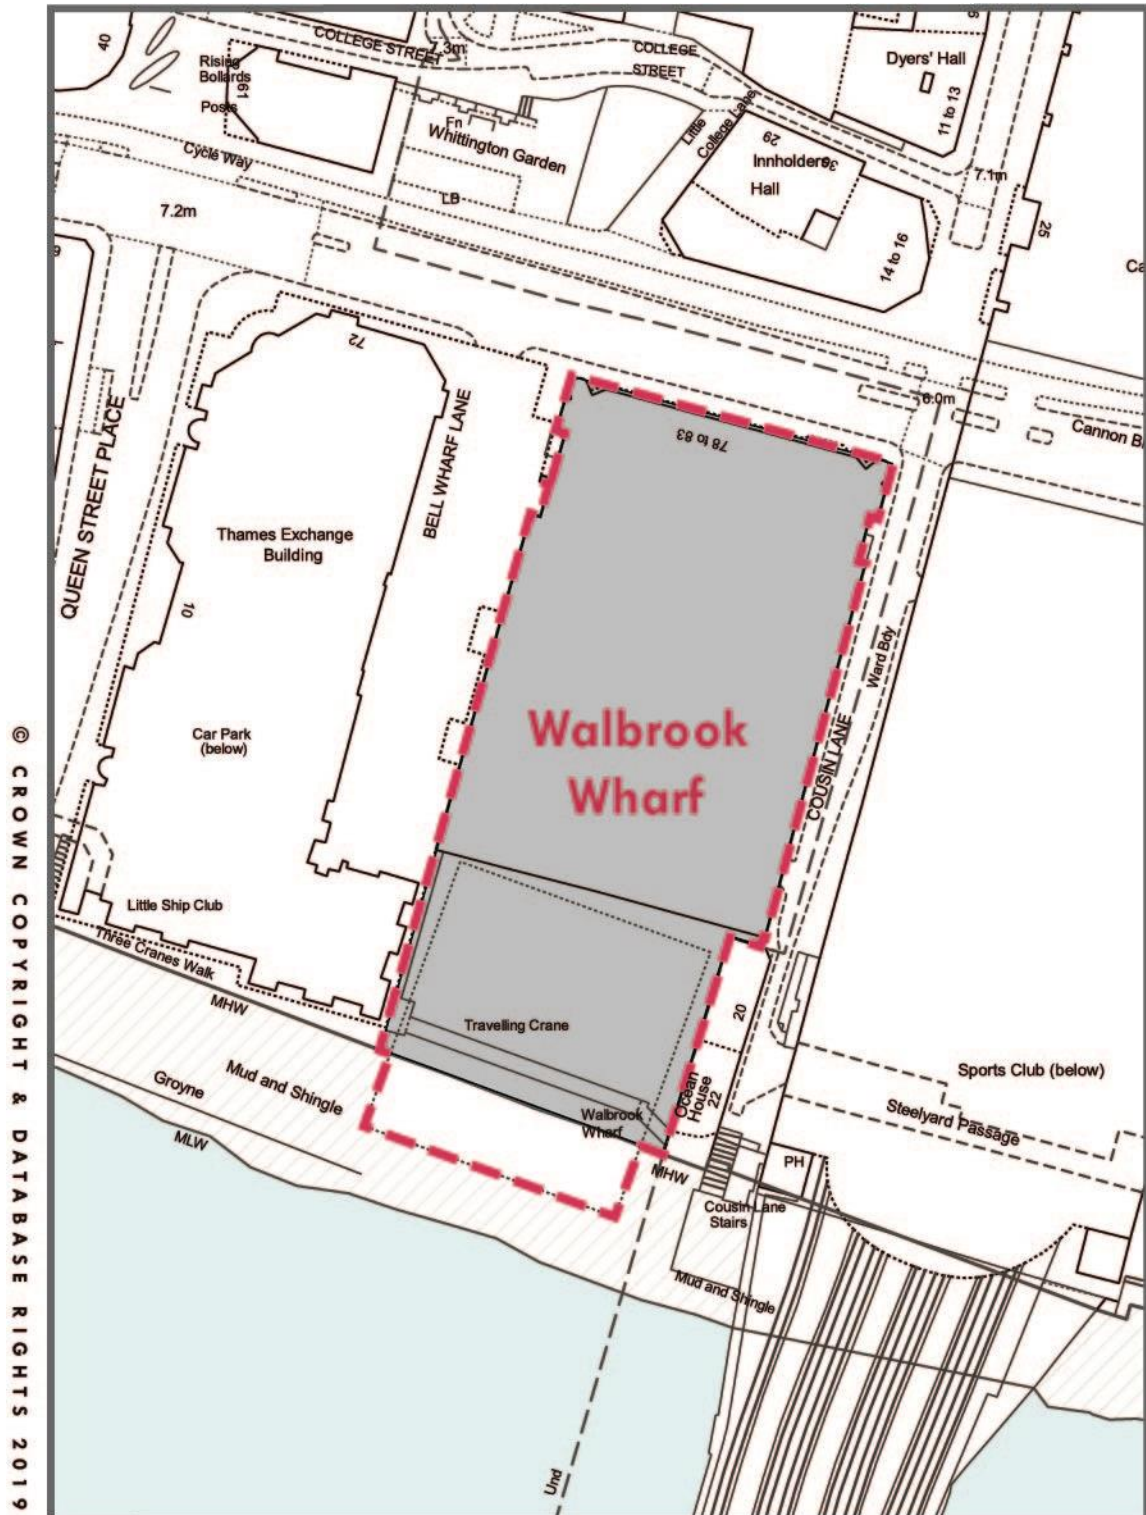 40
Rising
Bollards
Posts
161
COLLEGE STREET
7.3m
COLLEGE
STREET
Dyers' Hall
11 to 13
9
Fn
Whittington Garden
Little
College Lane
29
Innholders
30
Hall
7.1m
Cycle Way
LB
7.2m
14 to 16
25
Ca
72
6.0m
Cannon B
78 to 83
QUEEN STREET PLACE
BELL WHARF LANE
Thames Exchange
Building
10
Ward Bdy
COUSIN LANE
Walbrook
Wharf
Car Park
(below)
Little Ship Club
Three Cranes Walk
MHW
Travelling Crane
20
Ocean
House
22
Walbrook
Wharf
MHW
Mud and Shingle
Groyne
MLW
Sports Club (below)
Steelyard Passage
PH
Cousin Lane
Stairs
Mud and Shingle
Und
© CROWN COPYRIGHT & DATABASE RIGHTS 2019